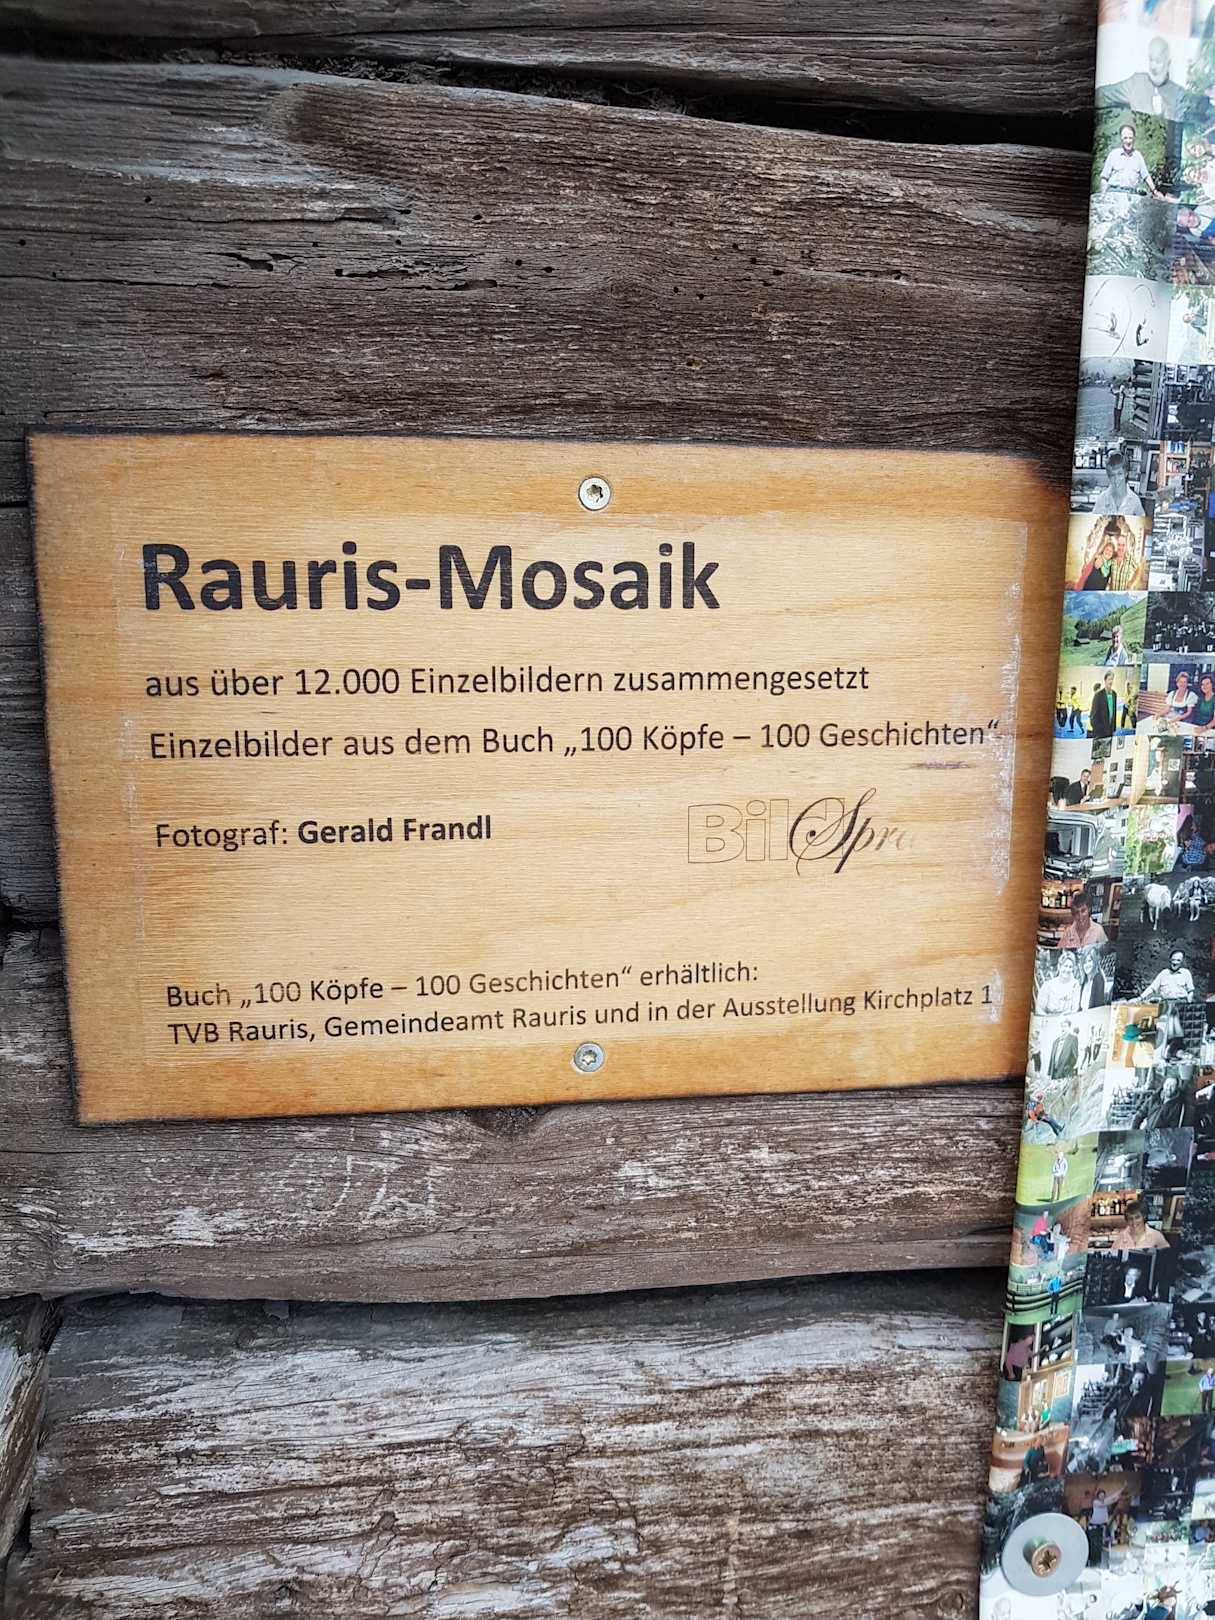 Rauris-Mosaik
aus über 12.000 Einzelbildern zusammengesetzt
Einzelbilder aus dem Buch „100 Köpfe – 100 Geschichten“
Fotograf: Gerald Frandl
Buch „100 Köpfe – 100 Geschichten“ erhältlich:
TVB Rauris, Gemeindeamt Rauris und in der Ausstellung Kirchplatz 1